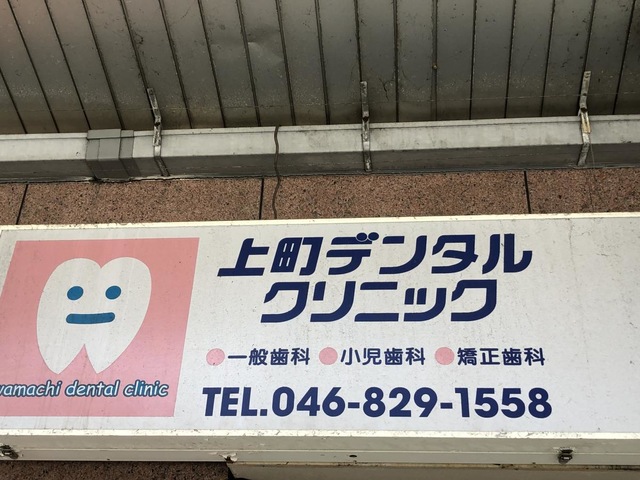 上町デンタル
クリニック
●一般歯科 ●小児歯科 ●矯正歯科
TEL.046-829-1558
dental clinic